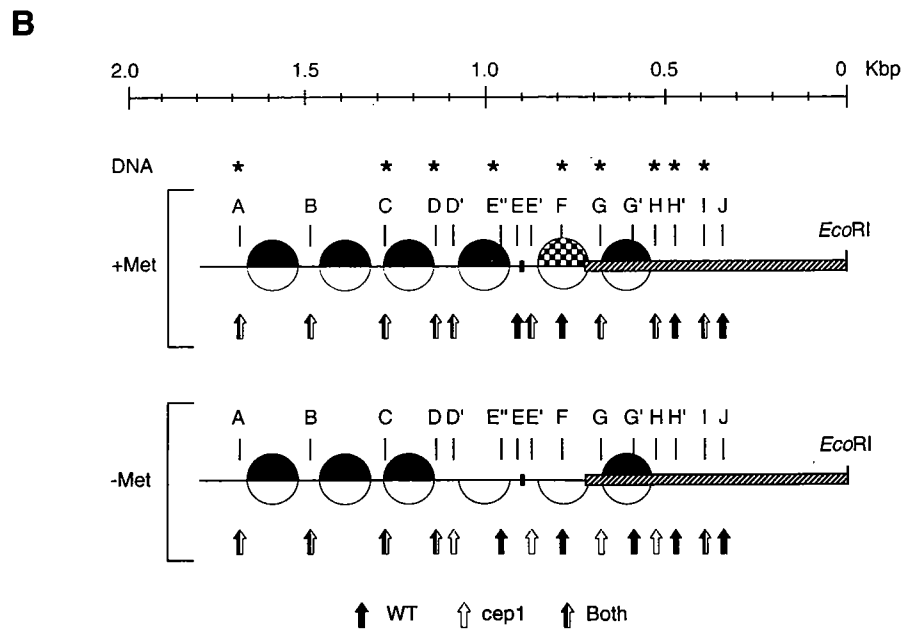 B
2.0 1.5 1.0 0.5 0 Kbp
DNA * * * * * * * * *
A B C D D' E'' E E' F G G' H H' I J
EcoRI
+Met
A B C D D' E'' E E' F G G' H H' I J
EcoRI
-Met
WT cep1 Both